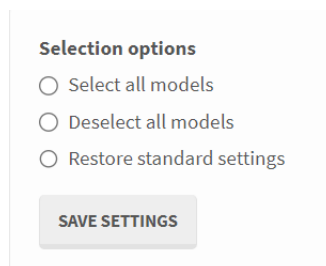 Selection options
Select all models
Deselect all models
Restore standard settings
SAVE SETTINGS